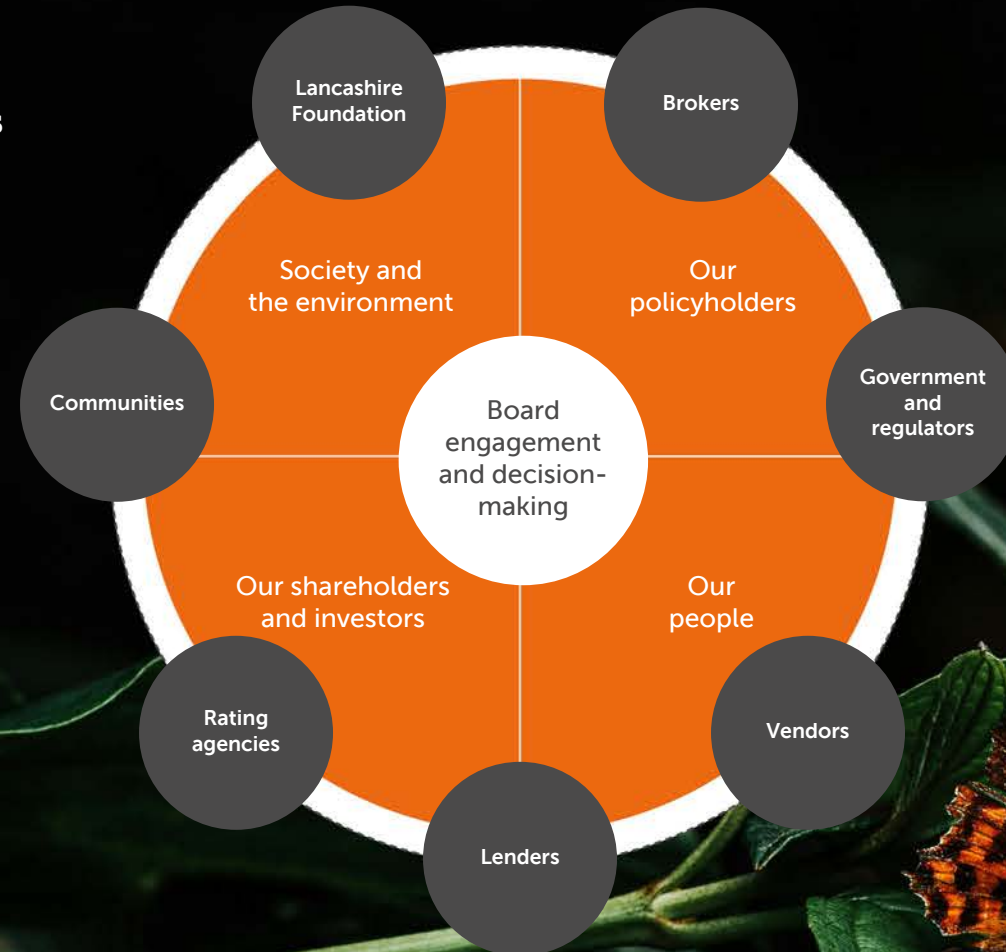 Lancashire
Foundation
Brokers
Society and
the environment
Our
policyholders
Communities
Government
and
regulators
Board
engagement
and decision-
making
Our shareholders
and investors
Our
people
Rating
agencies
Vendors
Lenders